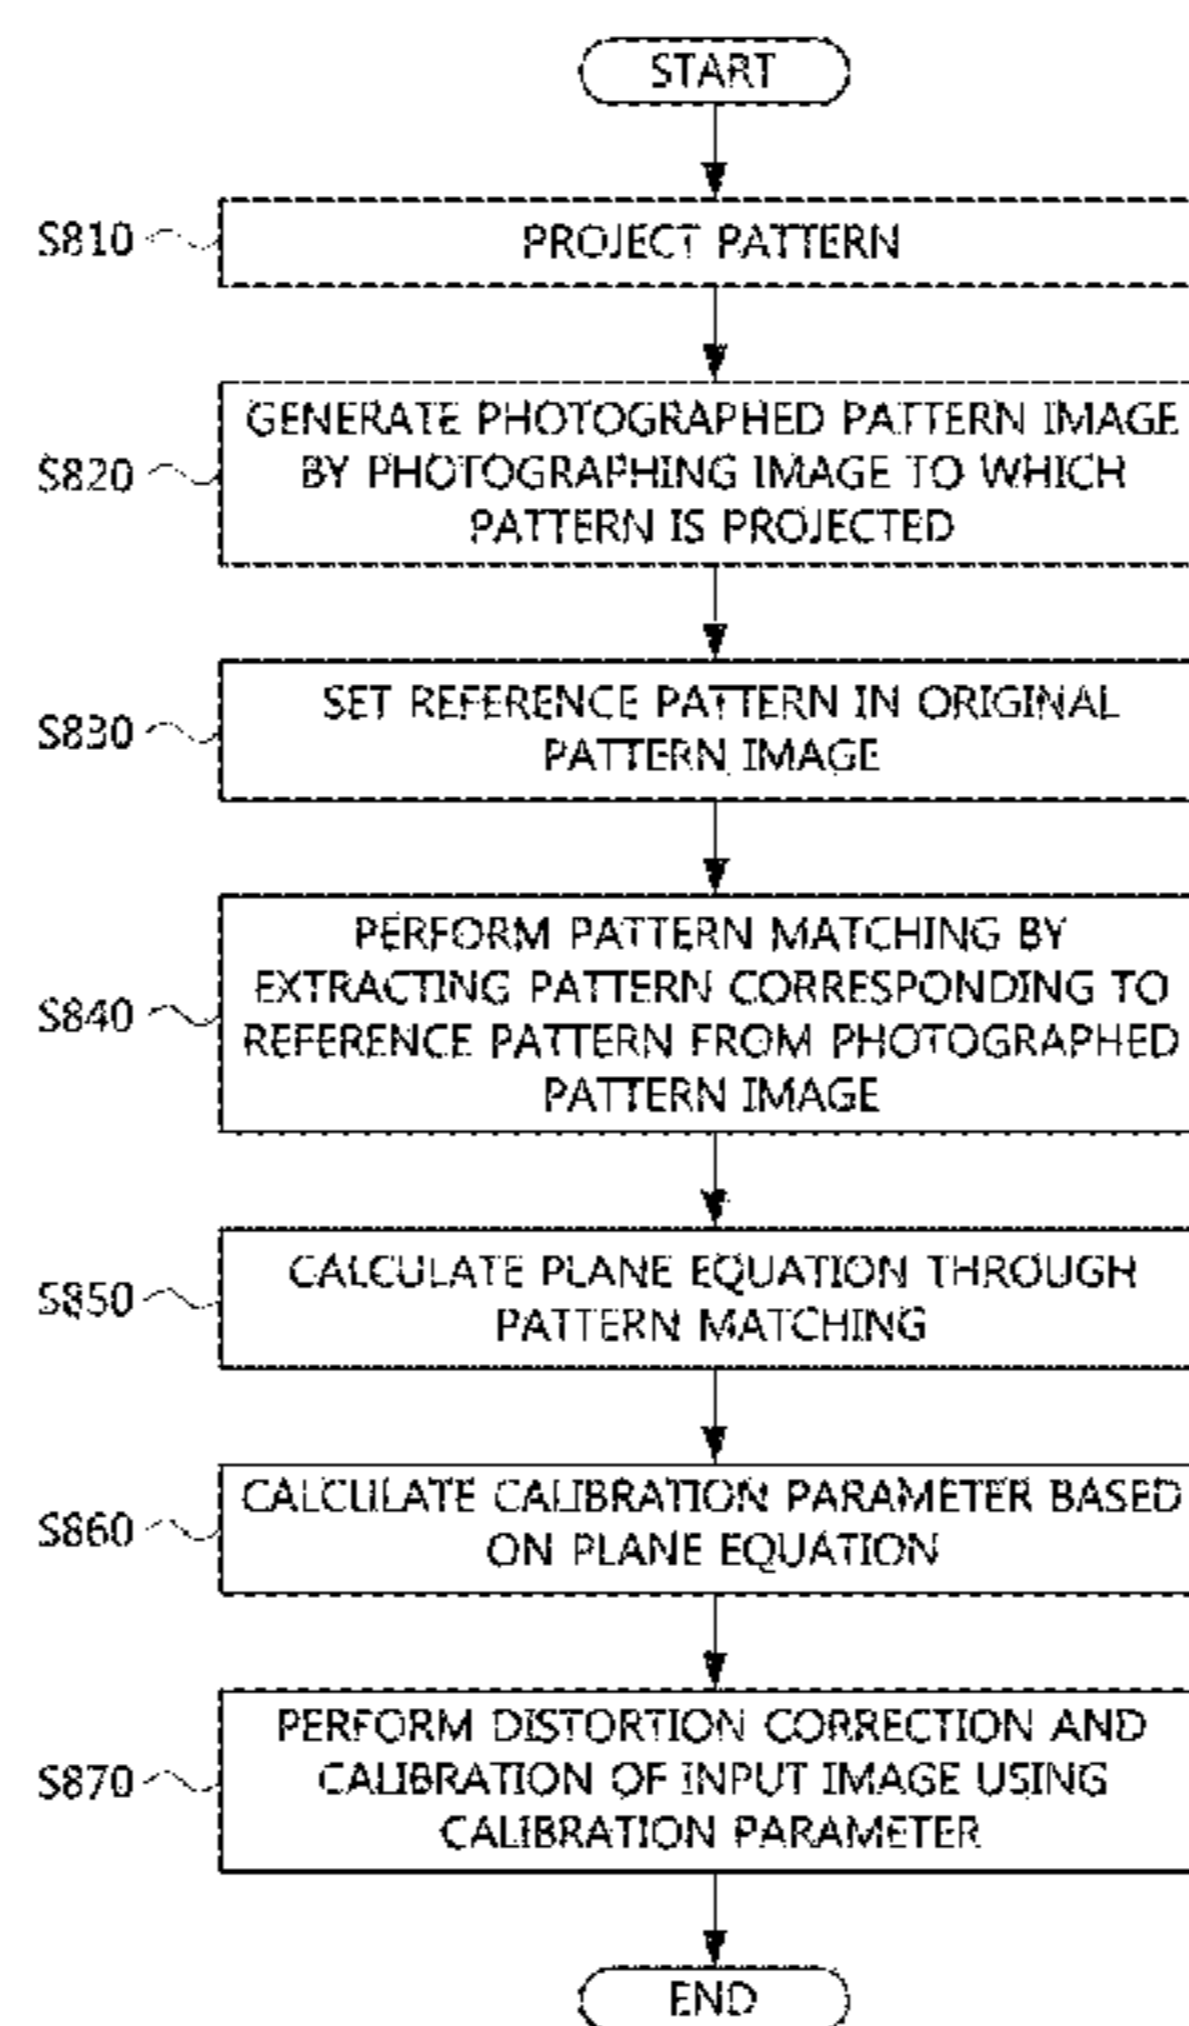 START
S810
PROJECT PATTERN
S820
GENERATE PHOTOGRAPHED PATTERN IMAGE
BY PHOTOGRAPHING IMAGE TO WHICH
PATTERN IS PROJECTED
S830
SET REFERENCE PATTERN IN ORIGINAL
PATTERN IMAGE
S840
PERFORM PATTERN MATCHING BY
EXTRACTING PATTERN CORRESPONDING TO
REFERENCE PATTERN FROM PHOTOGRAPHED
PATTERN IMAGE
S850
CALCULATE PLANE EQUATION THROUGH
PATTERN MATCHING
S860
CALCULATE CALIBRATION PARAMETER BASED
ON PLANE EQUATION
S870
PERFORM DISTORTION CORRECTION AND
CALIBRATION OF INPUT IMAGE USING
CALIBRATION PARAMETER
END